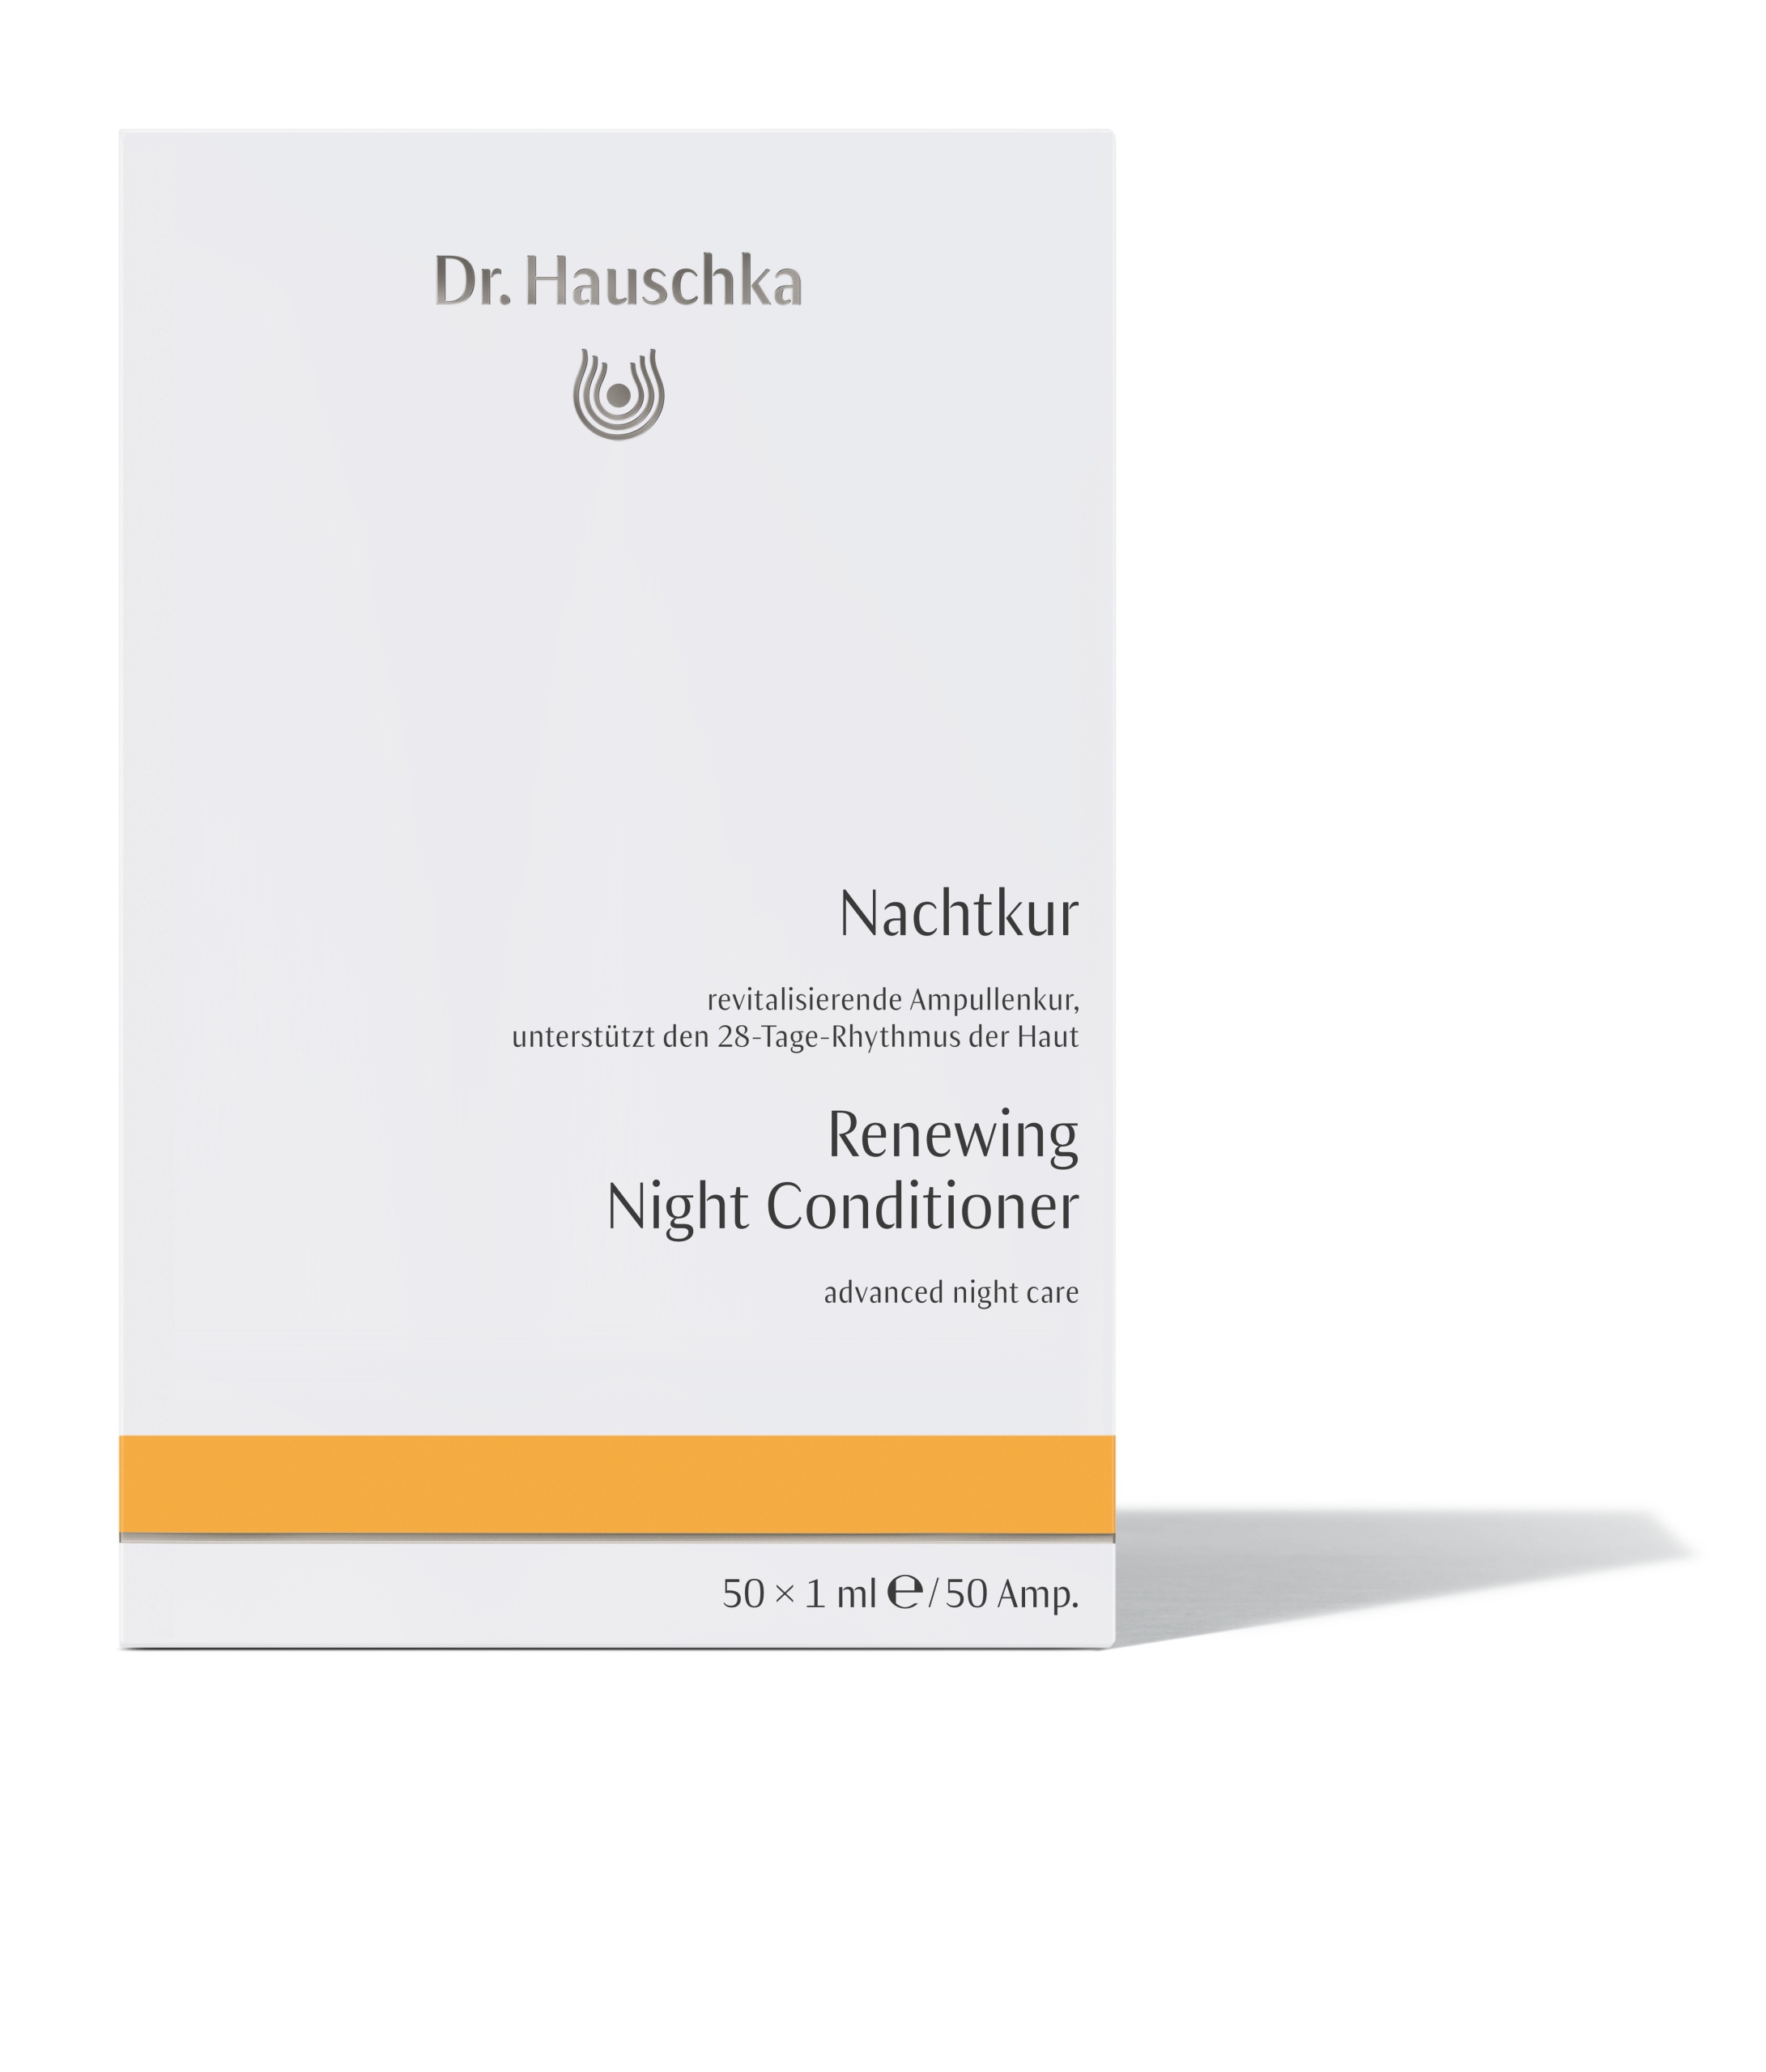 Dr. Hauschka
Nachtkur
revitalisierende Ampullenkur,
unterstützt den 28-Tage-Rhythmus der Haut
Renewing
Night Conditioner
advanced night care
50 × 1 ml ℮/50 Amp.